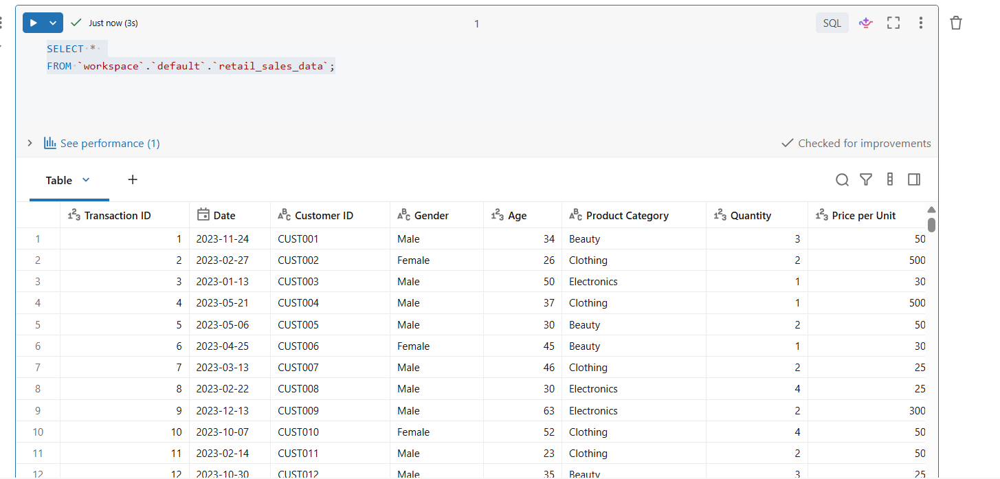 Just now (3s)
1
SQL
SELECT *
FROM `workspace`.`default`.`retail_sales_data`;
See performance (1)
Checked for improvements
Table
Transaction ID Date Customer ID Gender Age Product Category Quantity Price per Unit
1 1 2023-11-24 CUST001 Male 34 Beauty 3 50
2 2 2023-02-27 CUST002 Female 26 Clothing 2 500
3 3 2023-01-13 CUST003 Male 50 Electronics 1 30
4 4 2023-05-21 CUST004 Male 37 Clothing 1 500
5 5 2023-05-06 CUST005 Male 30 Beauty 2 50
6 6 2023-04-25 CUST006 Female 45 Beauty 1 30
7 7 2023-03-13 CUST007 Male 46 Clothing 2 25
8 8 2023-02-22 CUST008 Male 30 Electronics 4 25
9 9 2023-12-13 CUST009 Male 63 Electronics 2 300
10 10 2023-10-07 CUST010 Female 52 Clothing 4 50
11 11 2023-02-14 CUST011 Male 23 Clothing 2 50
12 12 2023-10-30 CUST012 Male 35 Beauty 3 25